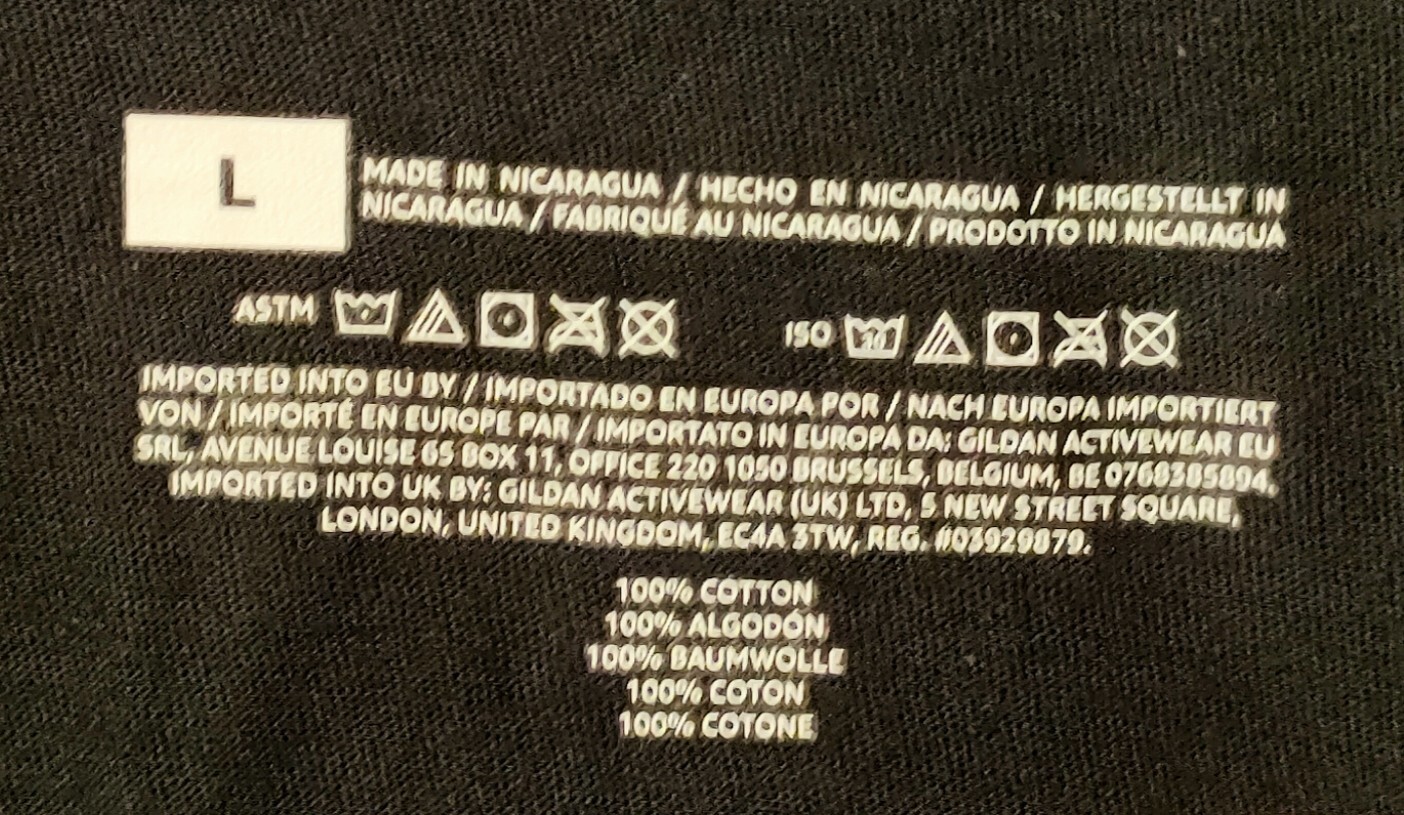 L
MADE IN NICARAGUA / HECHO EN NICARAGUA / HERGESTELLT IN
NICARAGUA / FABRIQUÉ AU NICARAGUA / PRODOTTO IN NICARAGUA
ASTM
ISO 30
IMPORTED INTO EU BY / IMPORTADO EN EUROPA POR / NACH EUROPA IMPORTIERT
VON / IMPORTÉ EN EUROPE PAR / IMPORTATO IN EUROPA DA: GILDAN ACTIVEWEAR EU
SRL, AVENUE LOUISE 65 BOX 11, OFFICE 220 1050 BRUSSELS, BELGIUM, BE 0768385894.
IMPORTED INTO UK BY: GILDAN ACTIVEWEAR (UK) LTD, 5 NEW STREET SQUARE,
LONDON, UNITED KINGDOM, EC4A 3TW, REG. #03929879.
100% COTTON
100% ALGODÓN
100% BAUMWOLLE
100% COTON
100% COTONE